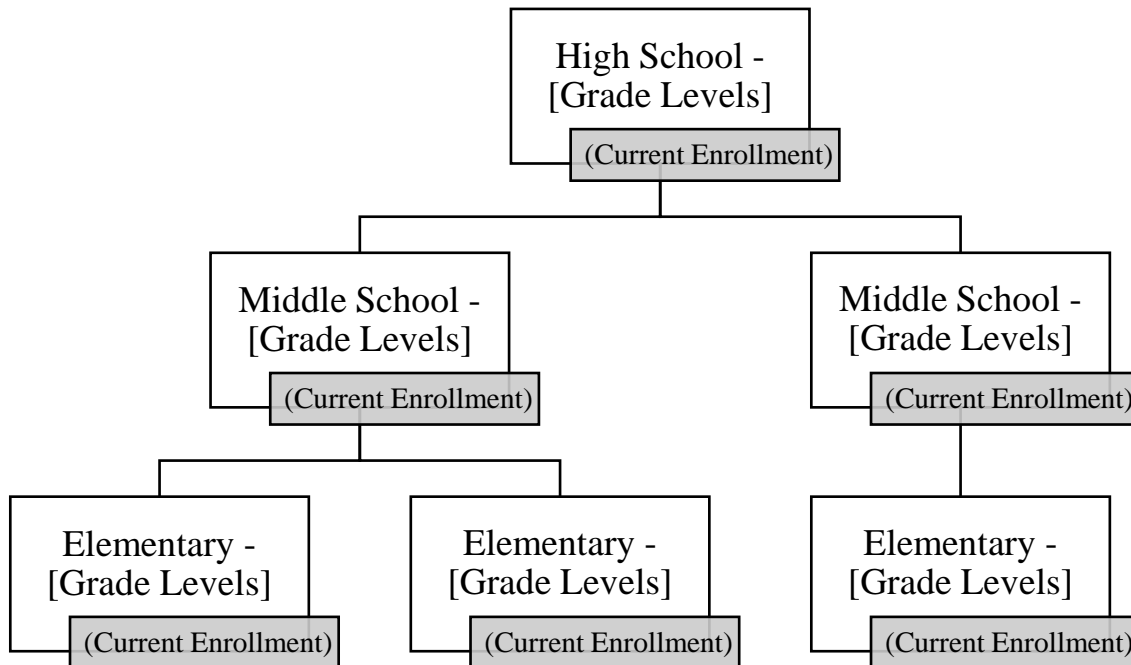 High School -
[Grade Levels]
(Current Enrollment)
Middle School -
[Grade Levels]
(Current Enrollment)
Middle School -
[Grade Levels]
(Current Enrollment)
Elementary -
[Grade Levels]
(Current Enrollment)
Elementary -
[Grade Levels]
(Current Enrollment)
Elementary -
[Grade Levels]
(Current Enrollment)